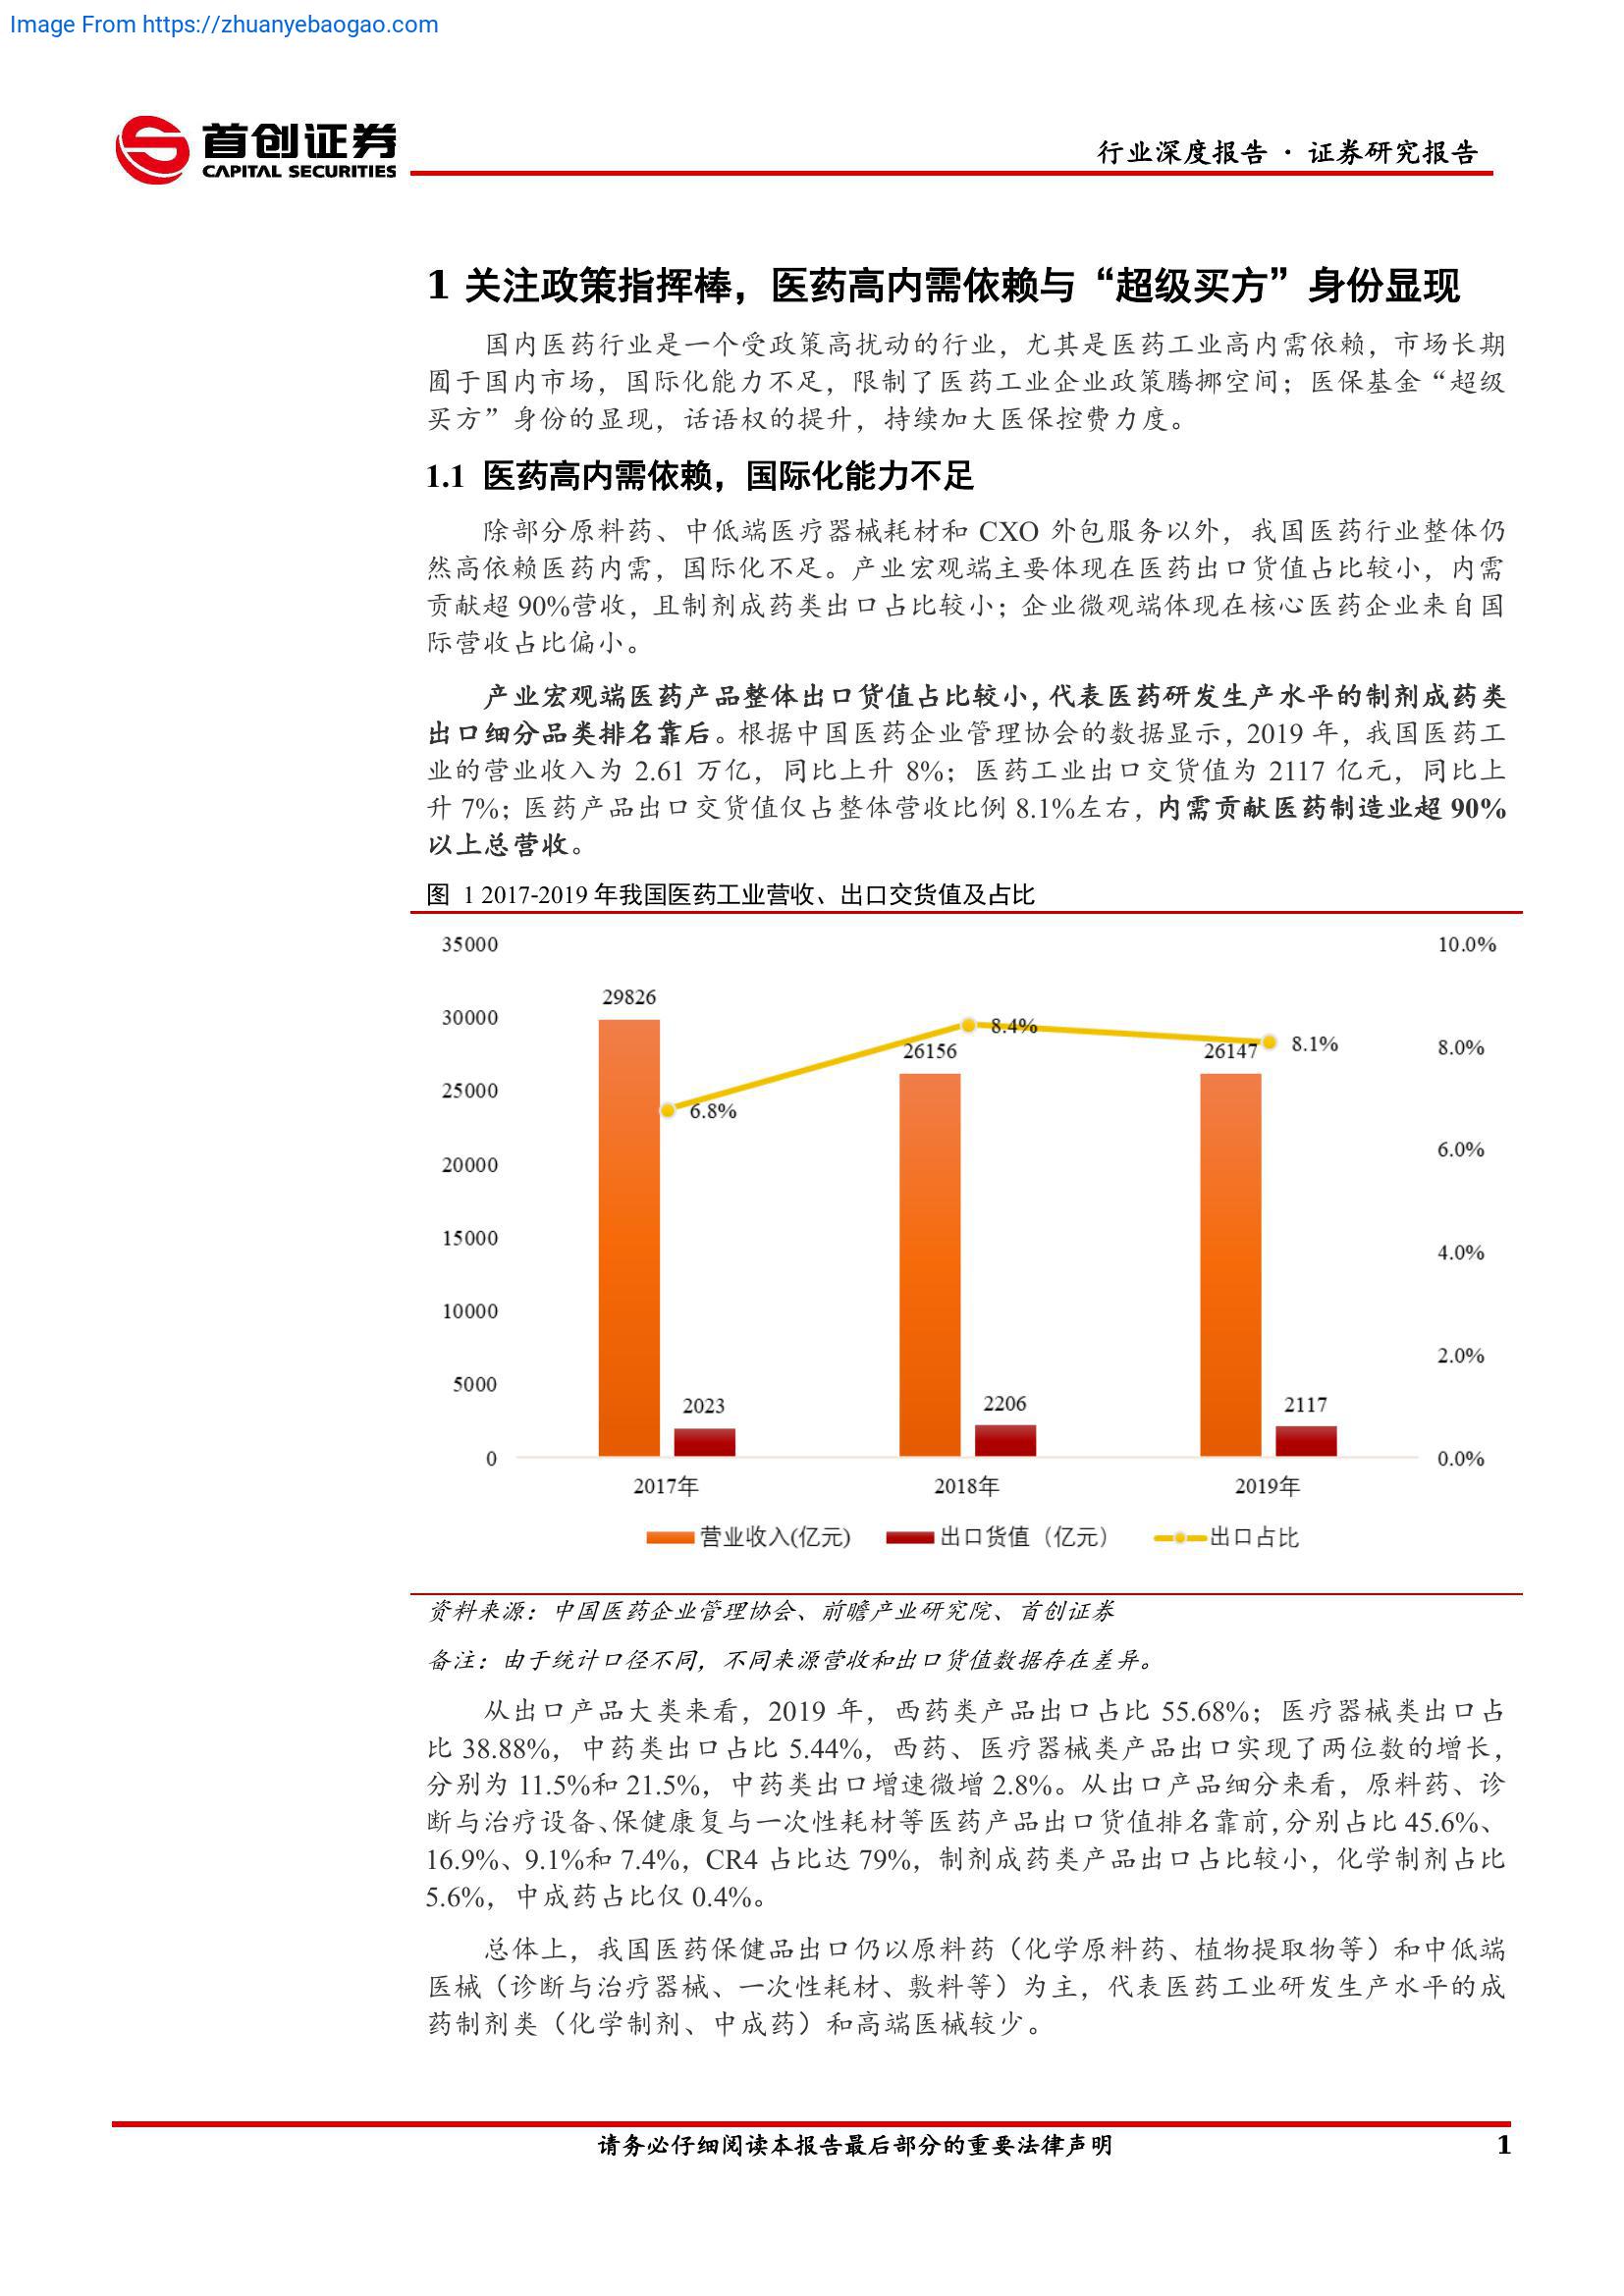 Image From https://zhuanyebaogao.com
首创证券
CAPITAL SECURITIES
行业深度报告 · 证券研究报告
1 关注政策指挥棒，医药高内需依赖与“超级买方”身份显现
国内医药行业是一个受政策高扰动的行业，尤其是医药工业高内需依赖，市场长期
囿于国内市场，国际化能力不足，限制了医药工业企业政策腾挪空间；医保基金“超级
买方”身份的显现，话语权的提升，持续加大医保控费力度。
1.1 医药高内需依赖，国际化能力不足
除部分原料药、中低端医疗器械耗材和 CXO 外包服务以外，我国医药行业整体仍
然高依赖医药内需，国际化不足。产业宏观端主要体现在医药出口货值占比较小，内需
贡献超 90%营收，且制剂成药类出口占比较小；企业微观端体现在核心医药企业来自国
际营收占比偏小。
产业宏观端医药产品整体出口货值占比较小，代表医药研发生产水平的制剂成药类
出口细分品类排名靠后。根据中国医药企业管理协会的数据显示，2019 年，我国医药工
业的营业收入为 2.61 万亿，同比上升 8%；医药工业出口交货值为 2117 亿元，同比上
升 7%；医药产品出口交货值仅占整体营收比例 8.1%左右，内需贡献医药制造业超 90%
以上总营收。
图 1 2017-2019 年我国医药工业营收、出口交货值及占比
35000
30000
25000
20000
15000
10000
5000
0
10.0%
8.0%
6.0%
4.0%
2.0%
0.0%
29826
26156
26147
6.8%
8.4%
8.1%
2023
2206
2117
2017年
2018年
2019年
营业收入(亿元)
出口货值（亿元）
出口占比
资料来源：中国医药企业管理协会、前瞻产业研究院、首创证券
备注：由于统计口径不同，不同来源营收和出口货值数据存在差异。
从出口产品大类来看，2019 年，西药类产品出口占比 55.68%；医疗器械类出口占
比 38.88%，中药类出口占比 5.44%，西药、医疗器械类产品出口实现了两位数的增长，
分别为 11.5%和 21.5%，中药类出口增速微增 2.8%。从出口产品细分来看，原料药、诊
断与治疗设备、保健康复与一次性耗材等医药产品出口货值排名靠前，分别占比 45.6%、
16.9%、9.1%和 7.4%，CR4 占比达 79%，制剂成药类产品出口占比较小，化学制剂占比
5.6%，中成药占比仅 0.4%。
总体上，我国医药保健品出口仍以原料药（化学原料药、植物提取物等）和中低端
医械（诊断与治疗器械、一次性耗材、敷料等）为主，代表医药工业研发生产水平的成
药制剂类（化学制剂、中成药）和高端医械较少。
请务必仔细阅读本报告最后部分的重要法律声明
1